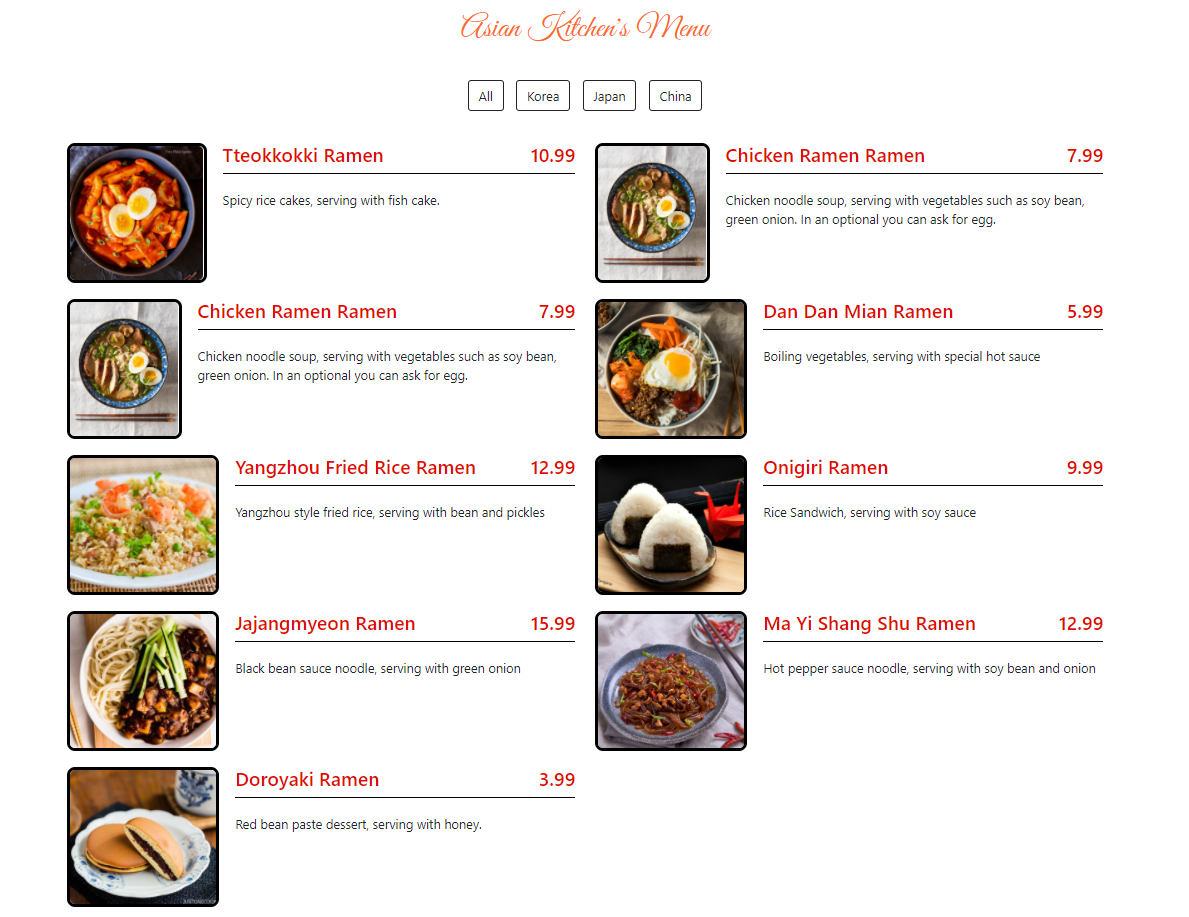 Asian Kitchen's Menu
All Korea Japan China
Tteokkokki Ramen 10.99
Spicy rice cakes, serving with fish cake.
Chicken Ramen Ramen 7.99
Chicken noodle soup, serving with vegetables such as soy bean,
green onion. In an optional you can ask for egg.
Chicken Ramen Ramen 7.99
Chicken noodle soup, serving with vegetables such as soy bean,
green onion. In an optional you can ask for egg.
Dan Dan Mian Ramen 5.99
Boiling vegetables, serving with special hot sauce
Yangzhou Fried Rice Ramen 12.99
Yangzhou style fried rice, serving with bean and pickles
Onigiri Ramen 9.99
Rice Sandwich, serving with soy sauce
Jajangmyeon Ramen 15.99
Black bean sauce noodle, serving with green onion
Ma Yi Shang Shu Ramen 12.99
Hot pepper sauce noodle, serving with soy bean and onion
Doroyaki Ramen 3.99
Red bean paste dessert, serving with honey.